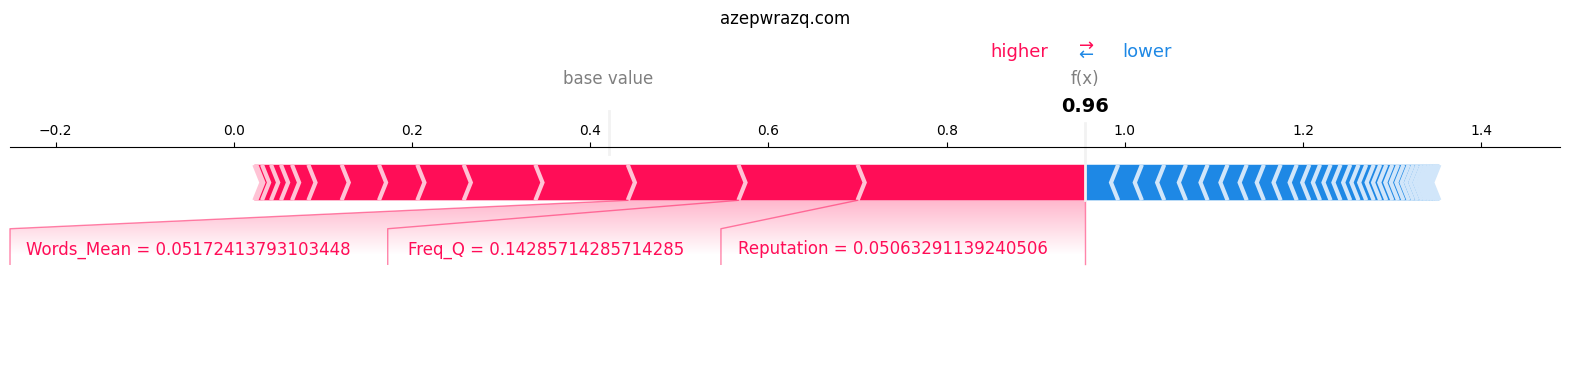 azepwrazq.com
higher ⇄ lower
base value f(x)
0.96
−0.2 0.0 0.2 0.4 0.6 0.8 1.0 1.2 1.4
Words_Mean = 0.05172413793103448 Freq_Q = 0.14285714285714285 Reputation = 0.05063291139240506